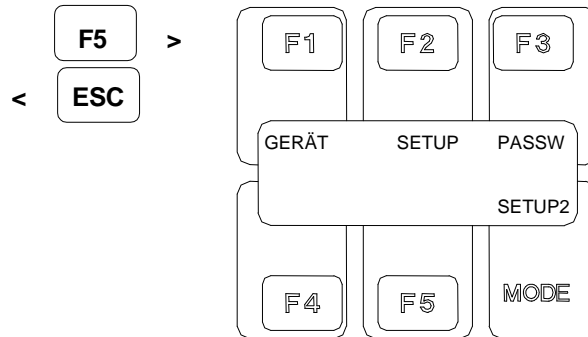 F5 > F1 F2 F3
< ESC
GERÄT SETUP PASSW
SETUP2
F4 F5 MODE